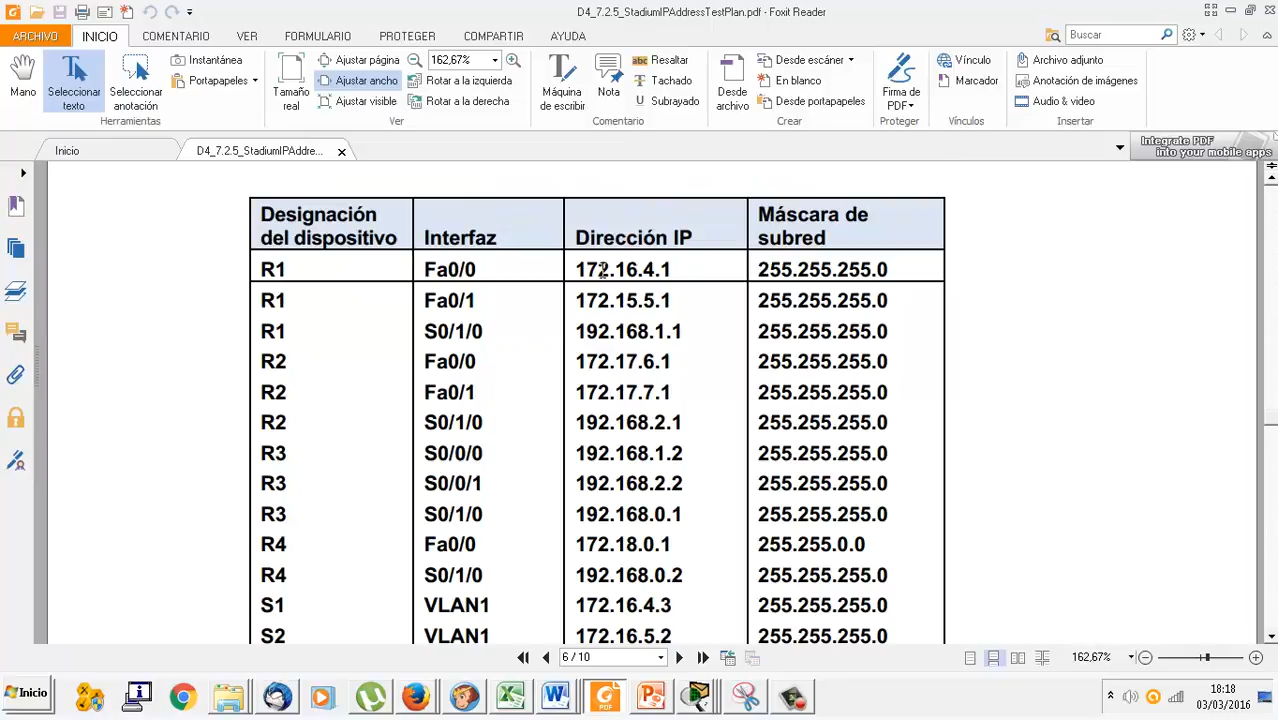 D4_7.2.5_StadiumIPAddressTestPlan.pdf - Foxit Reader
ARCHIVO INICIO COMENTARIO VER FORMULARIO PROTEGER COMPARTIR AYUDA Buscar
Mano
Seleccionar texto
Seleccionar anotación
Instantánea
Portapapeles
Herramientas
Tamaño real
Ajustar página
Ajustar ancho
Ajustar visible
162,67%
Rotar a la izquierda
Rotar a la derecha
Ver
Máquina de escribir
Nota
Resaltar
Tachado
Subrayado
Comentario
Desde archivo
Desde escáner
En blanco
Desde portapapeles
Crear
Firma de PDF
Proteger
Vínculo
Marcador
Vínculos
Archivo adjunto
Anotación de imágenes
Audio & video
Insertar
Inicio D4_7.2.5_StadiumIPAddre...
Integrate PDF
into your mobile apps
Designación del dispositivo Interfaz Dirección IP Máscara de subred
R1 Fa0/0 172.16.4.1 255.255.255.0
R1 Fa0/1 172.15.5.1 255.255.255.0
R1 S0/1/0 192.168.1.1 255.255.255.0
R2 Fa0/0 172.17.6.1 255.255.255.0
R2 Fa0/1 172.17.7.1 255.255.255.0
R2 S0/1/0 192.168.2.1 255.255.255.0
R3 S0/0/0 192.168.1.2 255.255.255.0
R3 S0/0/1 192.168.2.2 255.255.255.0
R3 S0/1/0 192.168.0.1 255.255.255.0
R4 Fa0/0 172.18.0.1 255.255.0.0
R4 S0/1/0 192.168.0.2 255.255.255.0
S1 VLAN1 172.16.4.3 255.255.255.0
S2 VLAN1 172.16.5.2 255.255.255.0
6 / 10
162,67%
Inicio
18:18
03/03/2016